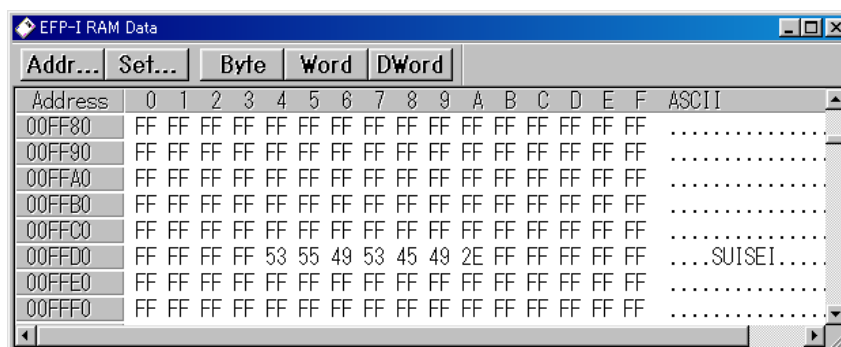 EFP-I RAM Data
Addr... Set... Byte Word DWord
Address 0 1 2 3 4 5 6 7 8 9 A B C D E F ASCII
00FF80 FF FF FF FF FF FF FF FF FF FF FF FF FF FF FF FF ...............
00FF90 FF FF FF FF FF FF FF FF FF FF FF FF FF FF FF FF ...............
00FFA0 FF FF FF FF FF FF FF FF FF FF FF FF FF FF FF FF ...............
00FFB0 FF FF FF FF FF FF FF FF FF FF FF FF FF FF FF FF ...............
00FFC0 FF FF FF FF FF FF FF FF FF FF FF FF FF FF FF FF ...............
00FFD0 FF FF FF FF 53 55 49 53 45 49 2E FF FF FF FF FF ....SUISEI.....
00FFE0 FF FF FF FF FF FF FF FF FF FF FF FF FF FF FF FF ...............
00FFF0 FF FF FF FF FF FF FF FF FF FF FF FF FF FF FF FF ...............